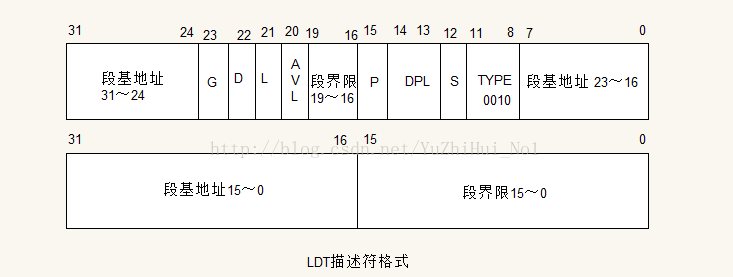 31 24 23 22 21 20 19 16 15 14 13 12 11 8 7 0
段基地址
31～24
G
D
L
A
V
L
段界限
19～16
P
DPL
S
TYPE
0010
段基地址 23～16
31 16 15 0
http://blog.csdn.net/YuZhiHui_No1
段基地址15～0
段界限15～0
LDT描述符格式